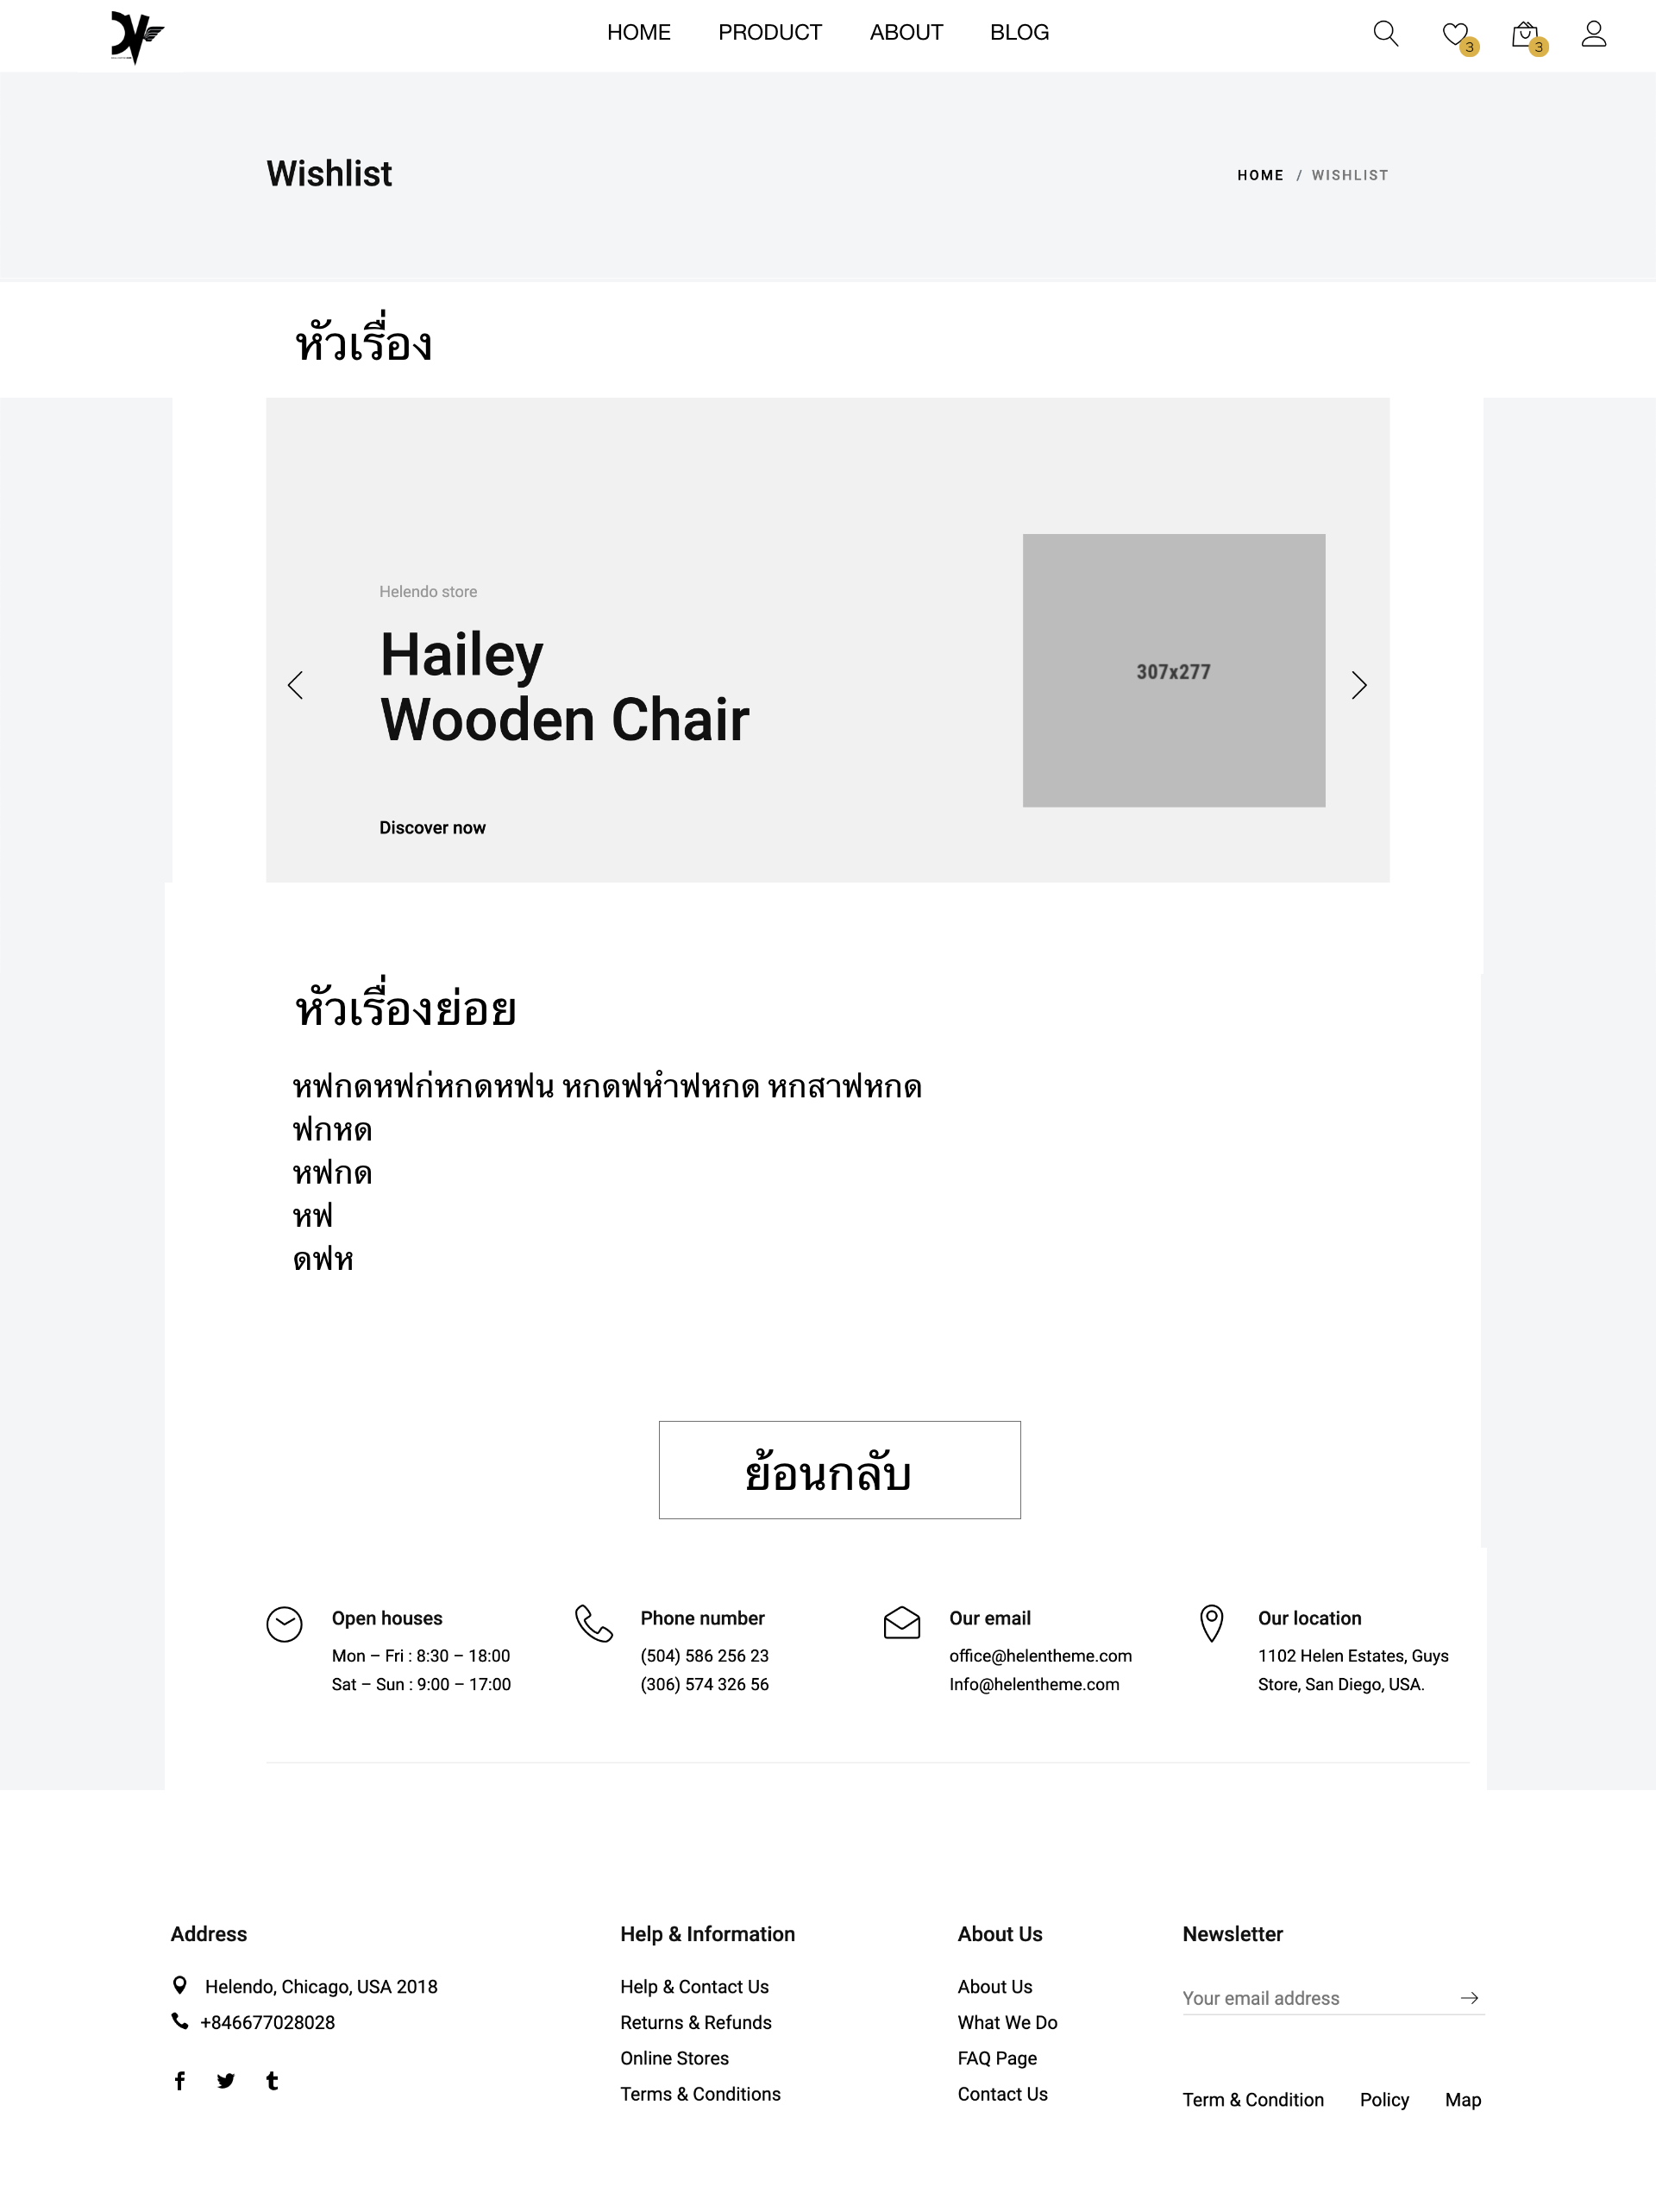 HOME PRODUCT ABOUT BLOG
3 3
Wishlist
HOME / WISHLIST
หัวเรื่อง
Helendo store
Hailey
Wooden Chair
307x277
Discover now
หัวเรื่องย่อย
หฟกดหฟก่หกดหฟน หกดฟหำฟหกด หกสาฟหกด
ฟกหด
หฟกด
หฟ
ดฟห
ย้อนกลับ
Open houses
Mon – Fri : 8:30 – 18:00
Sat – Sun : 9:00 – 17:00
Phone number
(504) 586 256 23
(306) 574 326 56
Our email
office@helentheme.com
Info@helentheme.com
Our location
1102 Helen Estates, Guys
Store, San Diego, USA.
Address
Helendo, Chicago, USA 2018
+846677028028
Help & Information
Help & Contact Us
Returns & Refunds
Online Stores
Terms & Conditions
About Us
About Us
What We Do
FAQ Page
Contact Us
Newsletter
Your email address
Term & Condition Policy Map